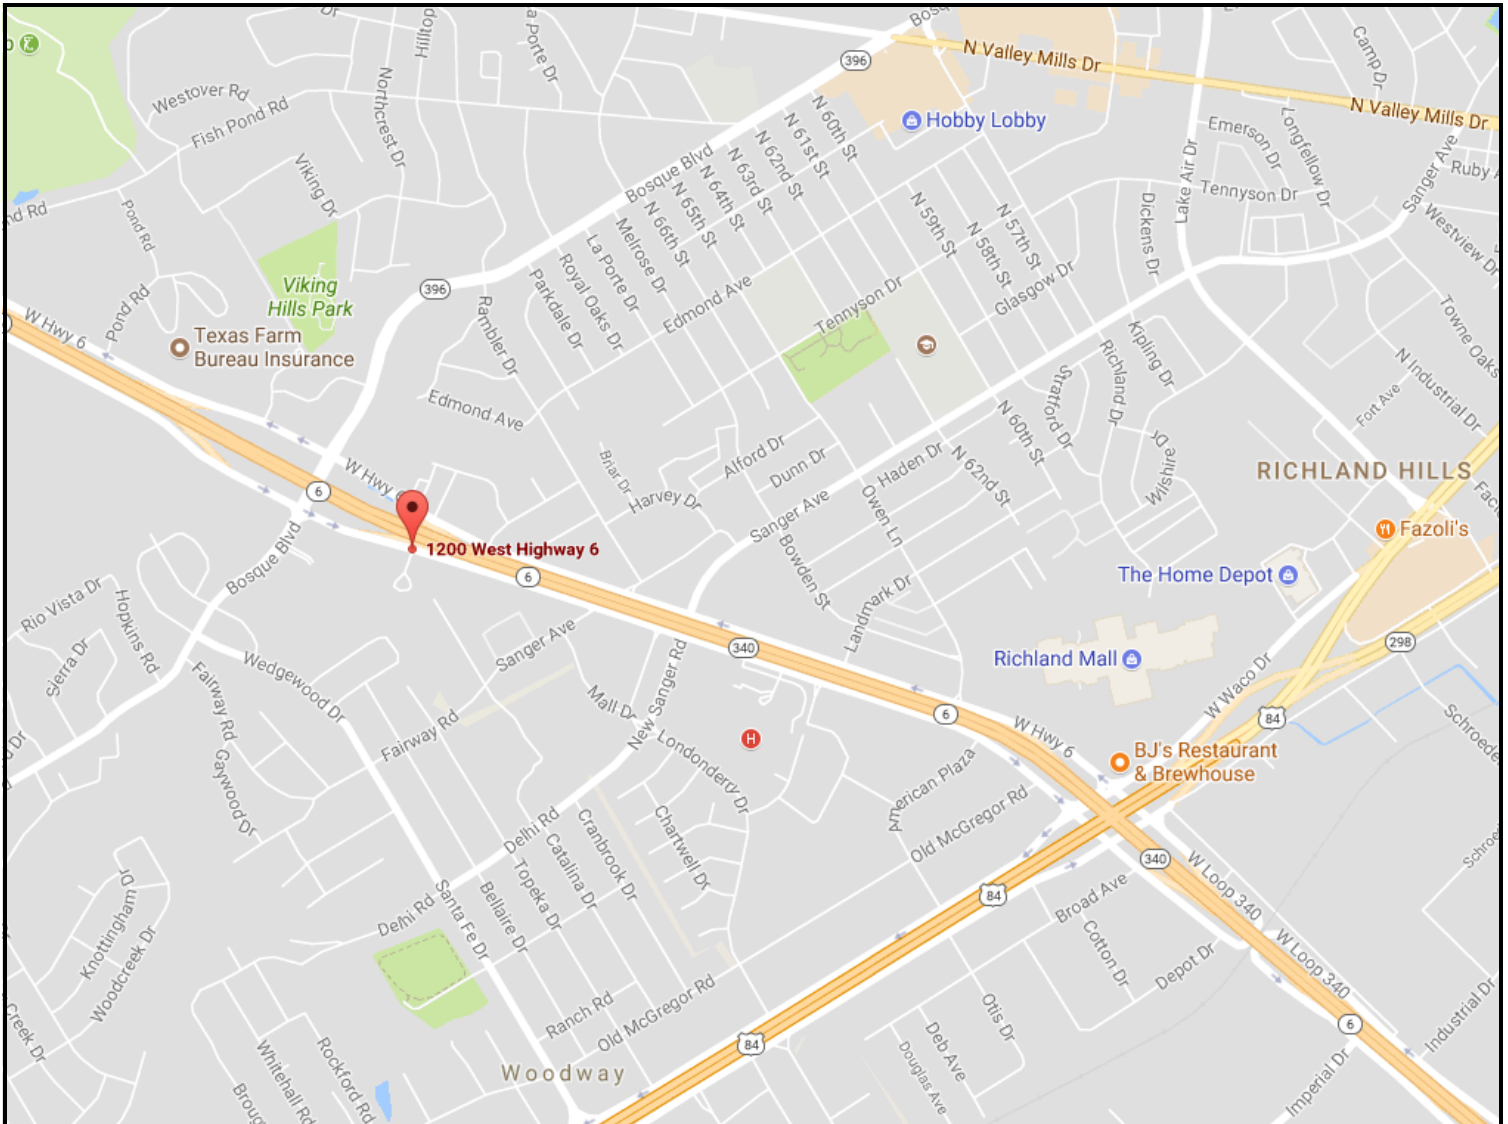 Dr
Hilltop
a Porte Dr
396
Bosq
N Valley Mills Dr
Camp Dr
N Valley Mills Dr
Westover Rd
Fish Pond Rd
Northcrest Dr
Hobby Lobby
N 60th St
N 61st St
N 62nd St
N 63rd St
N 64th St
N 65th St
N 66th St
Bosque Blvd
Emerson Dr
Longfellow Dr
Lake Air Dr
Tennyson Dr
Sanger Ave
Ruby A
Westview Dr
Viking Dr
nd Rd
Pond Rd
Melrose Dr
La Porte Dr
Royal Oaks Dr
Parkdale Dr
N 59th St
N 58th St
N 57th St
Dickens Dr
Glasgow Dr
Viking
Hills Park
396
Rambler Dr
Edmond Ave
Tennyson Dr
Pond Rd
W Hwy 6
Texas Farm
Bureau Insurance
Kipling Dr
Richland Dr
Stratford Dr
Towne Oaks
N Industrial Dr
Fort Ave
Edmond Ave
N 60th St
Wilshire Dr
Alford Dr
Dunn Dr
Haden Dr
N 62nd St
RICHLAND HILLS
W Hwy 6
6
Briar Dr
Harvey Dr
Sanger Ave
Owen Ln
Fact
Fazoli's
1200 West Highway 6
6
Bosque Blvd
Bowden St
Landmark Dr
The Home Depot
Rio Vista Dr
Hopkins Rd
Sierra Dr
Sanger Ave
340
Richland Mall
298
W Waco Dr
84
Wedgewood Dr
Fairway Rd
Gaywood Dr
Fairway Rd
Mall Dr
New Sanger Rd
Londonderry Dr
H
6
W Hwy 6
BJ's Restaurant
& Brewhouse
Schroede
American Plaza
Old McGregor Rd
Dr
Delhi Rd
Cranbrook Dr
Catalina Dr
Topeka Dr
Bellaire Dr
Chartwell Dr
340
W Loop 340
Schroe
84
Broad Ave
Knottingham Dr
Woodcreek Dr
Delhi Rd
Santa Fe Dr
Cotton Dr
Depot Dr
W Loop 340
Ranch Rd
Old McGregor Rd
Otis Dr
6
Industrial Dr
Creek Dr
84
Deb Ave
Douglas Ave
Imperial Dr
Woodway
Whitehall Rd
Rockford Rd
Broug